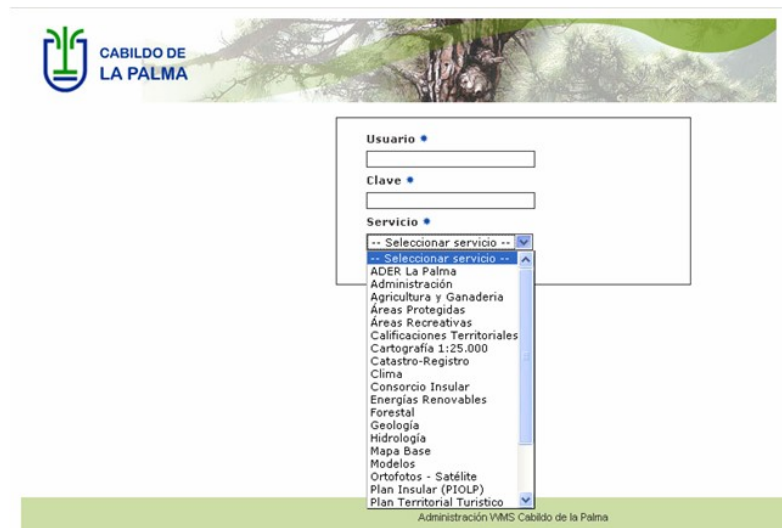 CABILDO DE
LA PALMA
Usuario
Clave
Servicio
-- Seleccionar servicio --
-- Seleccionar servicio --
ADER La Palma
Administración
Agricultura y Ganaderia
Áreas Protegidas
Áreas Recreativas
Calificaciones Territoriales
Cartografía 1:25.000
Catastro-Registro
Clima
Consorcio Insular
Energías Renovables
Forestal
Geología
Hidrología
Mapa Base
Modelos
Ortofotos - Satélite
Plan Insular (PIOLP)
Plan Territorial Turistico
Administración WMS Cabildo de la Palma